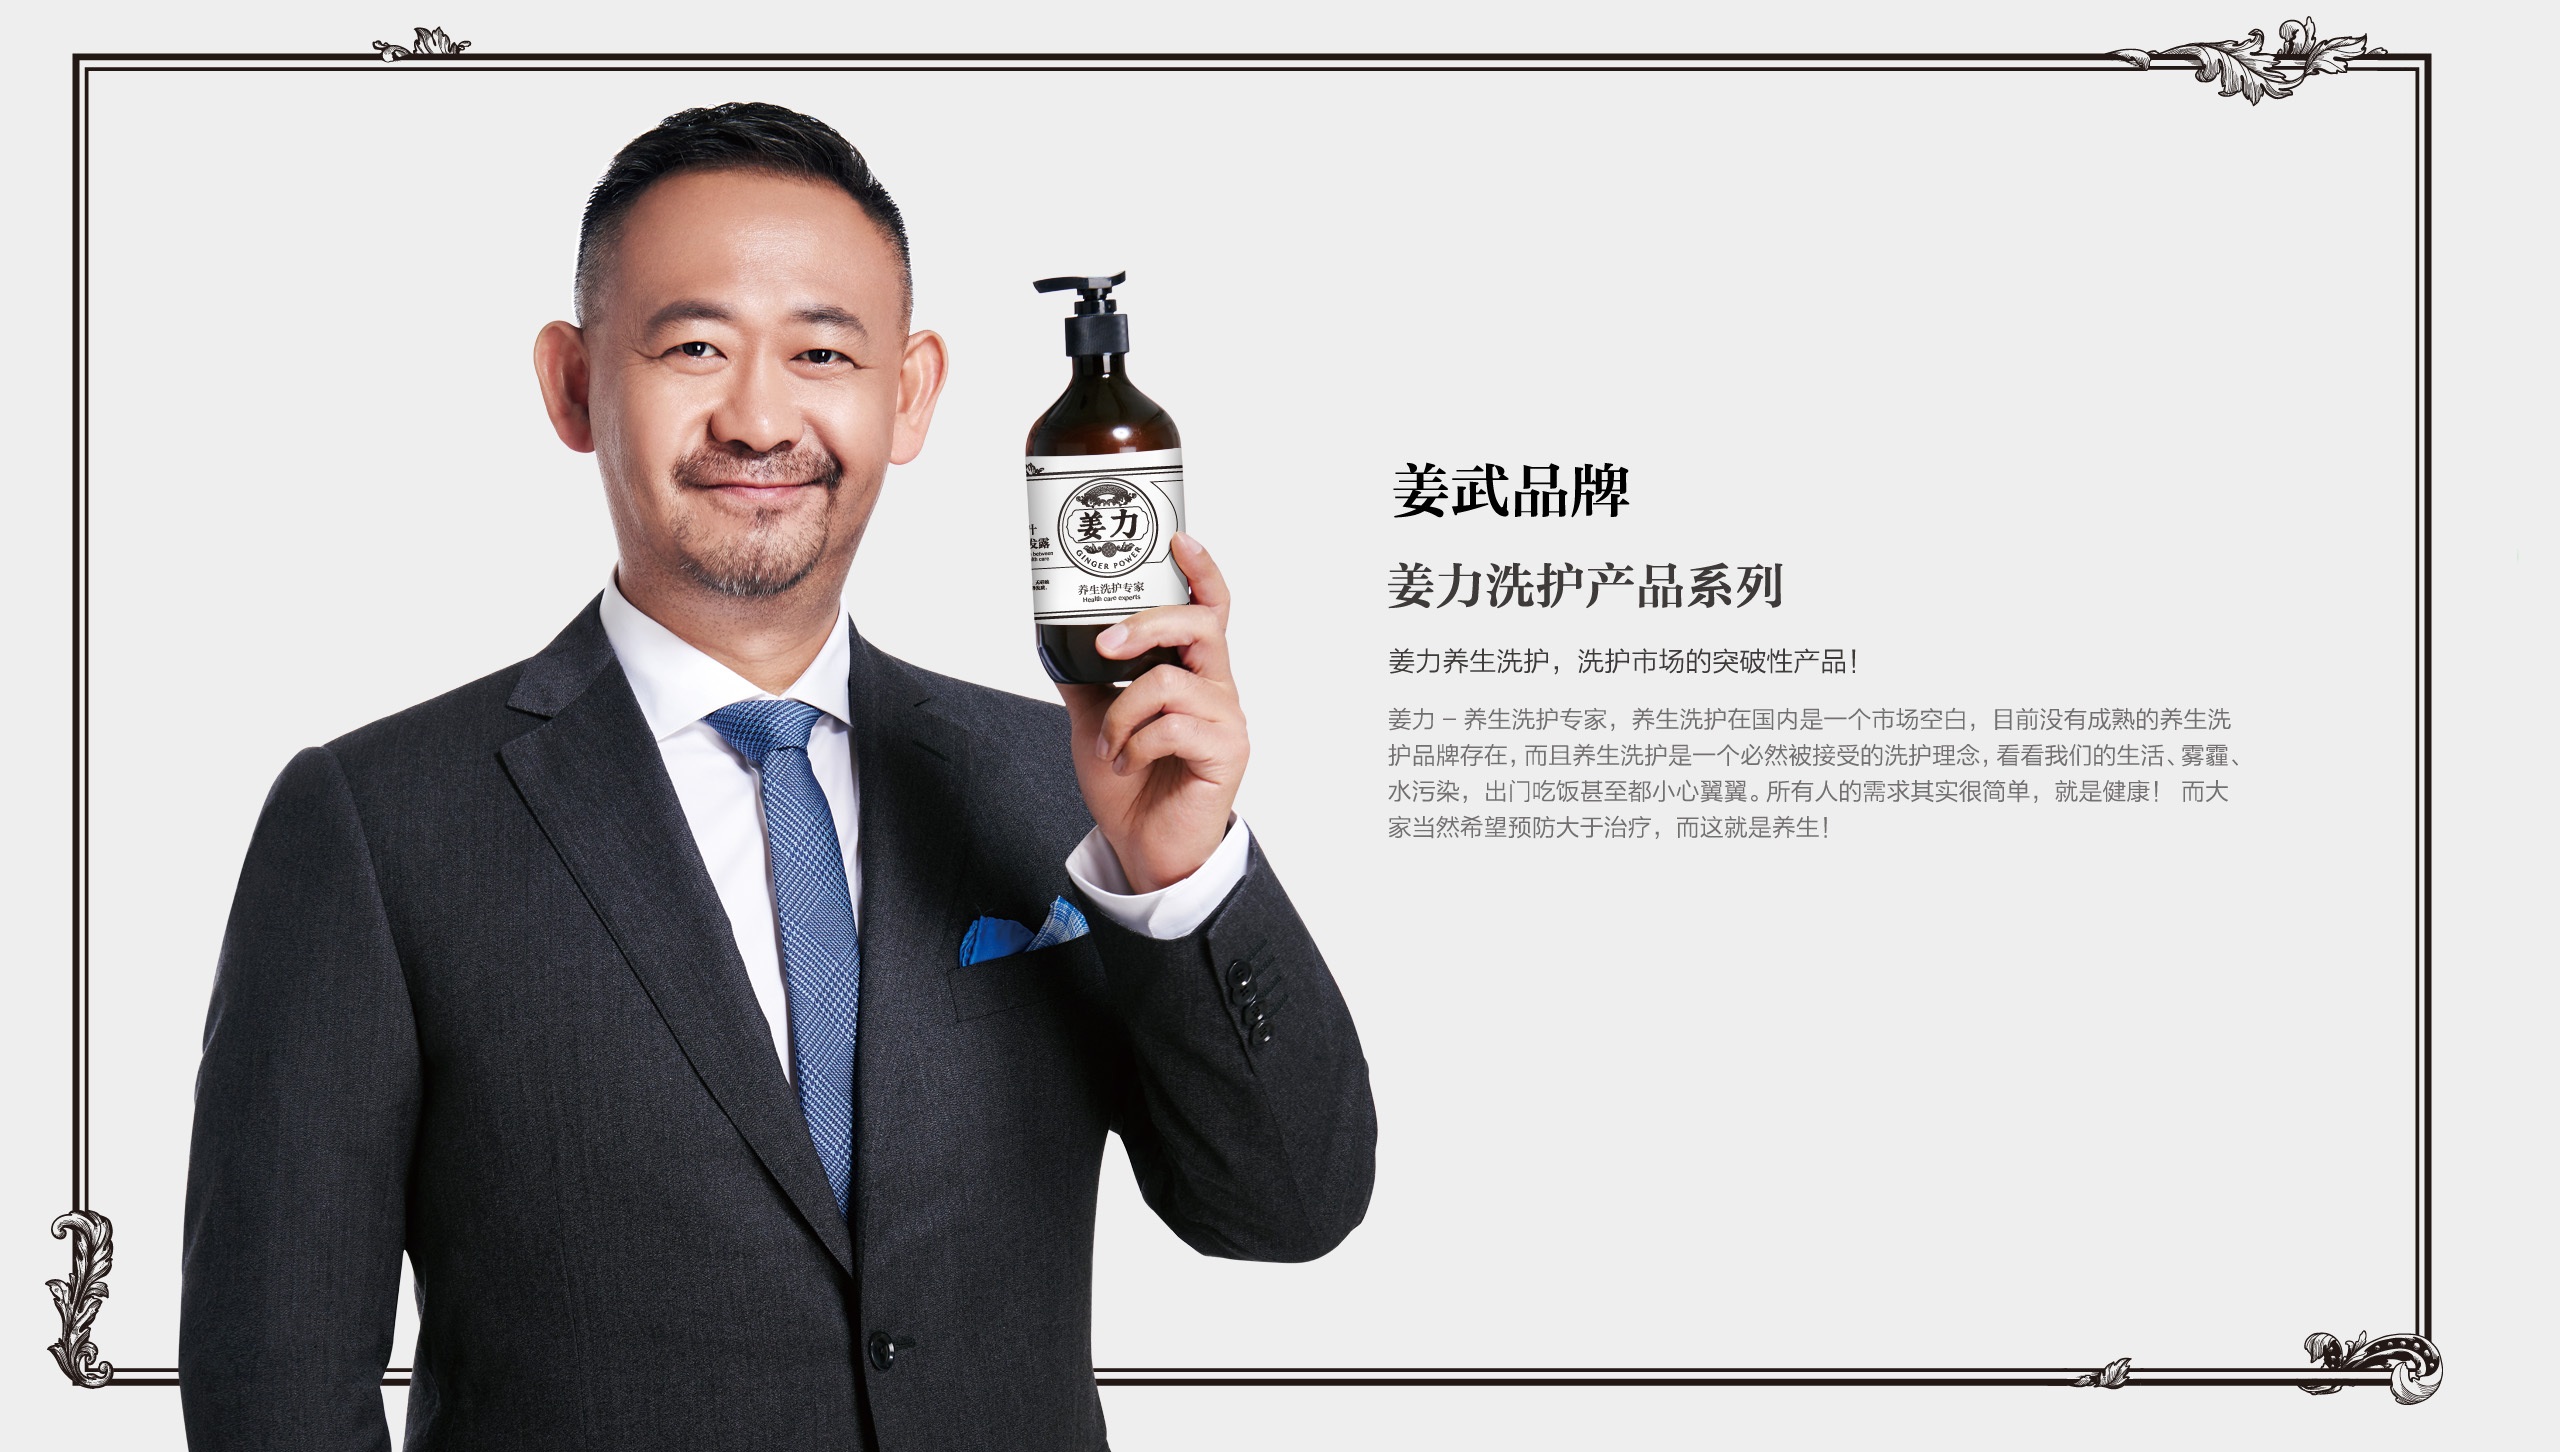 姜武品牌
姜力洗护产品系列
姜力养生洗护，洗护市场的突破性产品！
姜力 – 养生洗护专家，养生洗护在国内是一个市场空白，目前没有成熟的养生洗
护品牌存在，而且养生洗护是一个必然被接受的洗护理念，看看我们的生活、雾霾、
水污染，出门吃饭甚至都小心翼翼。所有人的需求其实很简单，就是健康！ 而大
家当然希望预防大于治疗，而这就是养生！
姜力
GINGER POWER
养生洗护专家
Health care experts
汁
发露
between